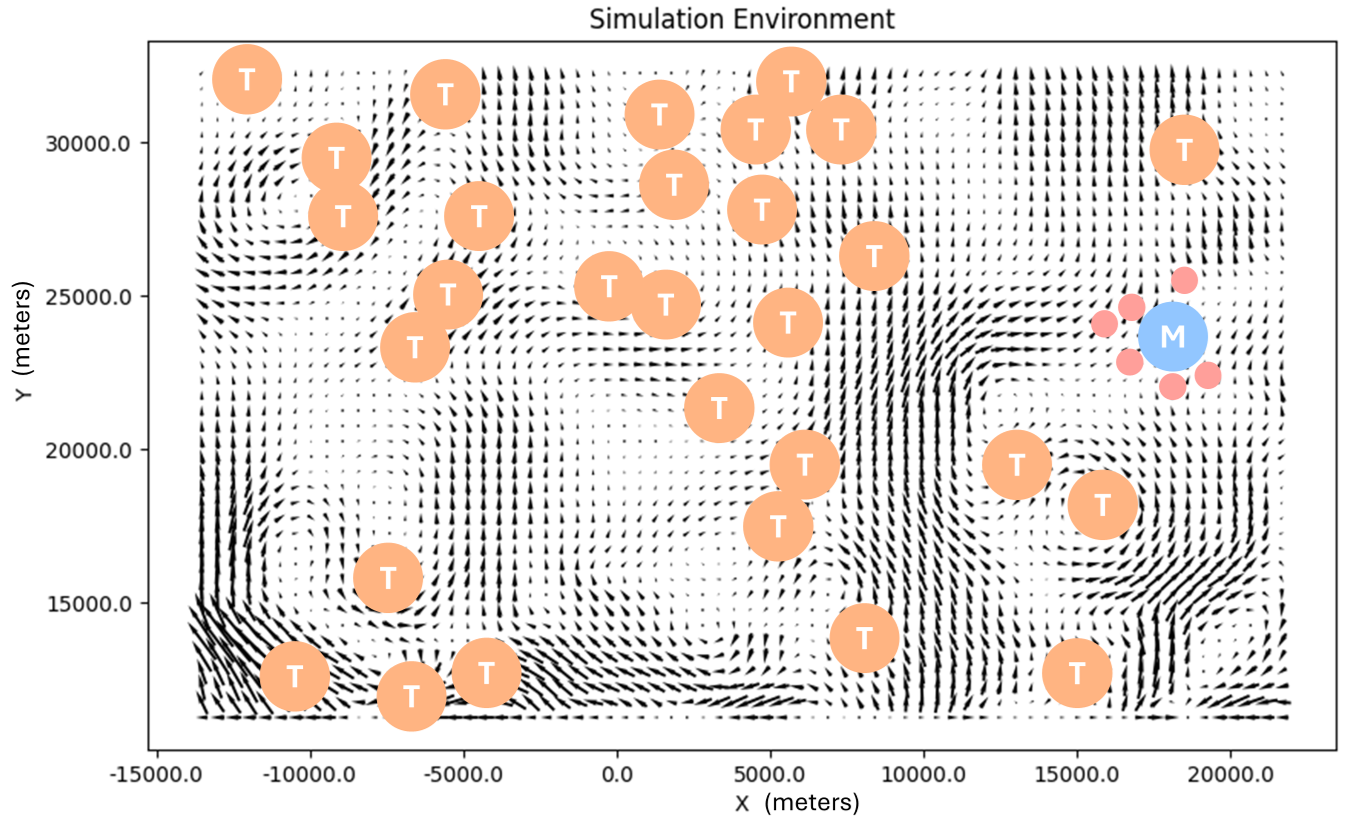 Simulation Environment
T
T
T
T
T
T
30000.0
T
T
T
T
T
T
T
25000.0
T
T
T
T
M
T
T
Y (meters)
20000.0
T
T
T
T
T
15000.0
T
T
T
T
T
-15000.0 -10000.0 -5000.0 0.0 5000.0 10000.0 15000.0 20000.0
X (meters)